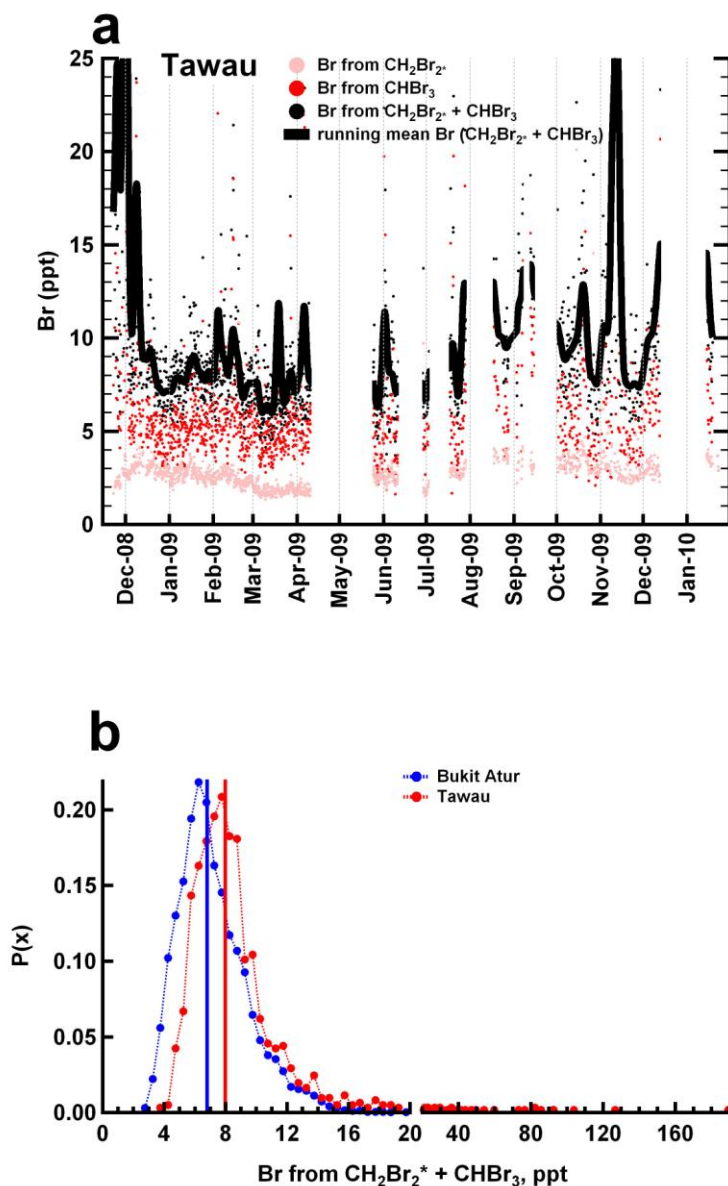 a
Tawau
Br from CH₂Br₂*
Br from CHBr₃
Br from CH₂Br₂* + CHBr₃
running mean Br (CH₂Br₂* + CHBr₃)
25
20
15
10
5
0
Br (ppt)
Dec-08
Jan-09
Feb-09
Mar-09
Apr-09
May-09
Jun-09
Jul-09
Aug-09
Sep-09
Oct-09
Nov-09
Dec-09
Jan-10
b
Bukit Atur
Tawau
0.20
0.15
0.10
0.05
0.00
P(x)
0 4 8 12 16 20 40 80 120 160
Br from CH₂Br₂* + CHBr₃, ppt